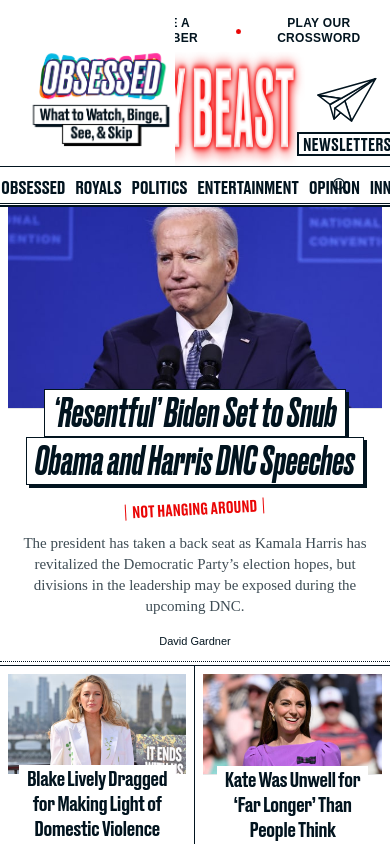 E A
PLAY OUR
BER
CROSSWORD
OBSESSED
What to Watch, Binge,
See, & Skip
Y BEAST
NEWSLETTERS
OBSESSED ROYALS POLITICS ENTERTAINMENT OPINION INN
NAL
ENTION
NATIONAL
CONVENTI
‘Resentful’ Biden Set to Snub
Obama and Harris DNC Speeches
NOT HANGING AROUND
The president has taken a back seat as Kamala Harris has
revitalized the Democratic Party’s election hopes, but
divisions in the leadership may be exposed during the
upcoming DNC.
David Gardner
IT ENDS
Blake Lively Dragged
for Making Light of
Domestic Violence
Kate Was Unwell for
‘Far Longer’ Than
People Think